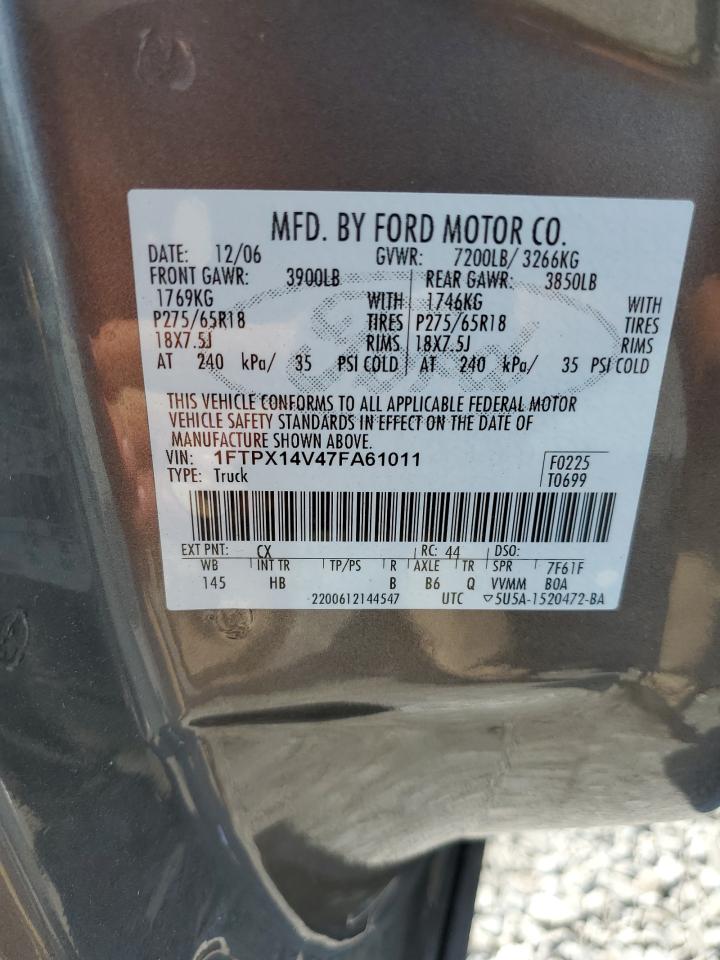 MFD. BY FORD MOTOR CO.
DATE: 12/06 GVWR: 7200LB/ 3266KG
FRONT GAWR: 3900LB REAR GAWR: 3850LB
1769KG WITH 1746KG WITH
P275/65R18 TIRES P275/65R18 TIRES
18X7.5J RIMS 18X7.5J RIMS
AT 240 kPa/ 35 PSI COLD AT 240 kPa/ 35 PSI COLD
THIS VEHICLE CONFORMS TO ALL APPLICABLE FEDERAL MOTOR
VEHICLE SAFETY STANDARDS IN EFFECT ON THE DATE OF
MANUFACTURE SHOWN ABOVE.
VIN: 1FTPX14V47FA61011 F0225
TYPE: Truck T0699
EXT PNT: CX RC: 44 DSO:
WB INT TR TP/PS R AXLE TR SPR 7F61F
145 HB B B6 Q VVMM BOA
2200612144547 UTC ▽5U5A-1520472-BA
Ford